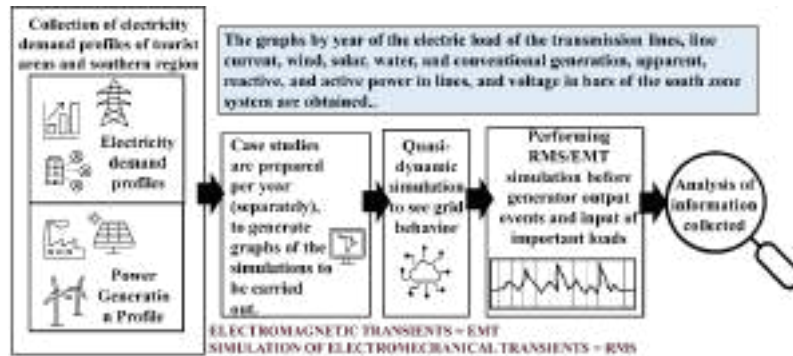 Collection of electricity
demand profiles of tourist
areas and southern region
Electricity
demand
profiles
Power
Generatio
n Profile
The graphs by year of the electric load of the transmission lines, line
current, wind, solar, water, and conventional generation, apparent,
reactive, and active power in lines, and voltage in bars of the south zone
system are obtained..
Case studies
are prepared
per year
(separately),
to generate
graphs of the
simulations to
be carried
out.
Quasi-
dynamic
simulation
to see grid
behavior
Performing
RMS/EMT
simulation before
generator output
events and input of
important loads
Analysis of
information
collected
ELECTROMAGNETIC TRANSIENTS = EMT
SIMULATION OF ELECTROMECHANICAL TRANSIENTS = RMS